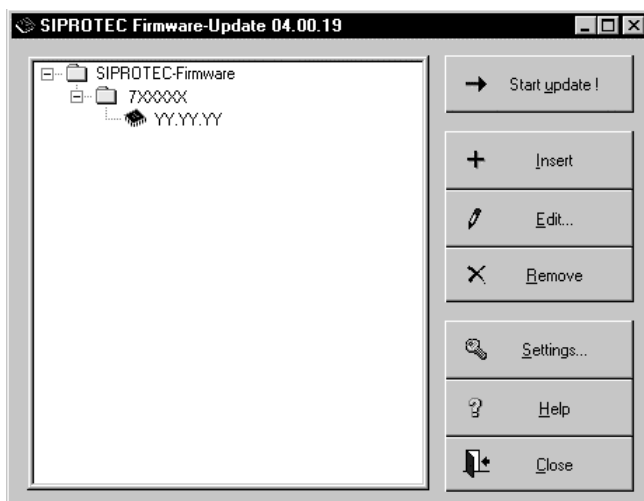 SIPROTEC Firmware-Update 04.00.19
SIPROTEC-Firmware
7XXXXX
YY.YY.YY
Start update !
Insert
Edit...
Remove
Settings...
Help
Close